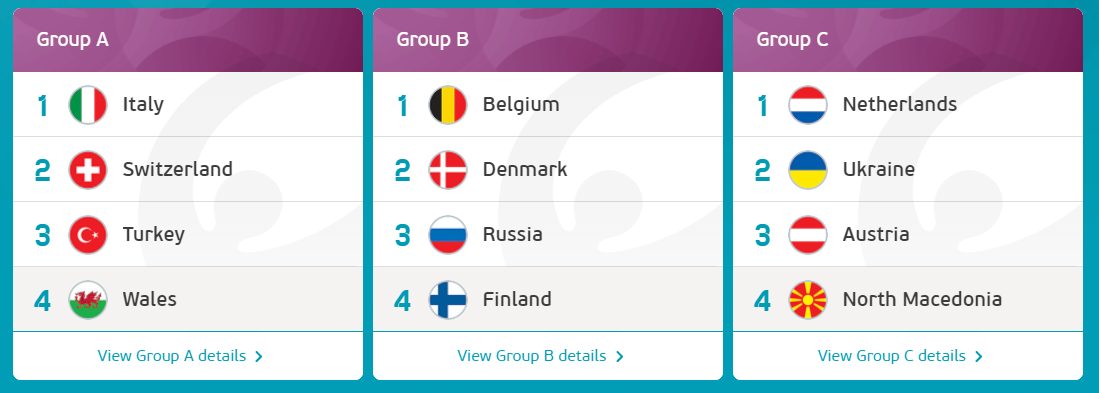 Group A
1 Italy
2 Switzerland
3 Turkey
4 Wales
View Group A details
Group B
1 Belgium
2 Denmark
3 Russia
4 Finland
View Group B details
Group C
1 Netherlands
2 Ukraine
3 Austria
4 North Macedonia
View Group C details